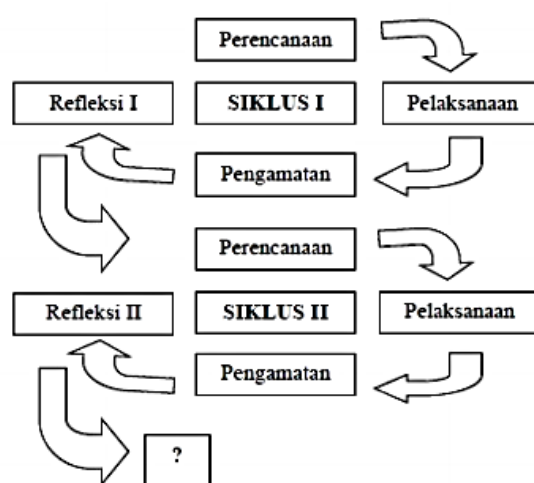 Perencanaan
Refleksi I
SIKLUS I
Pelaksanaan
Pengamatan
Perencanaan
Refleksi II
SIKLUS II
Pelaksanaan
Pengamatan
?